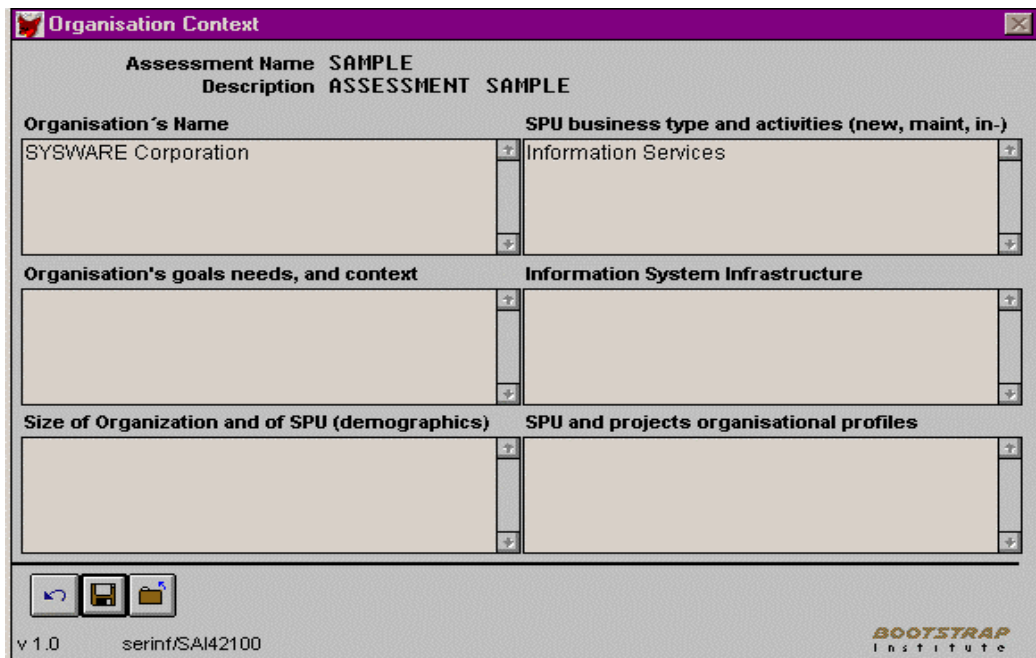 Organisation Context
Assessment Name SAMPLE
Description ASSESSMENT SAMPLE
Organisation´s Name
SPU business type and activities (new, maint, in-)
SYSWARE Corporation
Information Services
Organisation's goals needs, and context
Information System Infrastructure
Size of Organization and of SPU (demographics)
SPU and projects organisational profiles
v 1.0
serinf/SAI42100
BOOTSTRAP
Institute